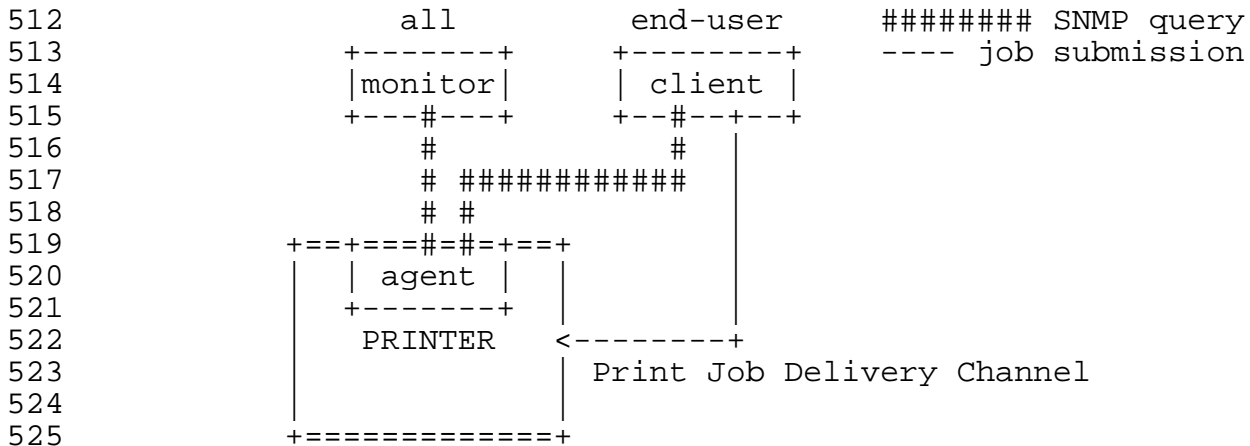 512                  all            end-user      ######## SNMP query
513               +-------+      +--------+     ---- job submission
514               |monitor|      | client |
515               +---#---+      +--#--+--+
516                   #             #  |
517                   # ############   |
518                   # #              |
519            +==+===#=#=+==+         |
520            |  | agent |  |         |
521            |  +-------+  |         |
522            |   PRINTER   <--------+
523            |             | Print Job Delivery Channel
524            |             |
525            +=============+